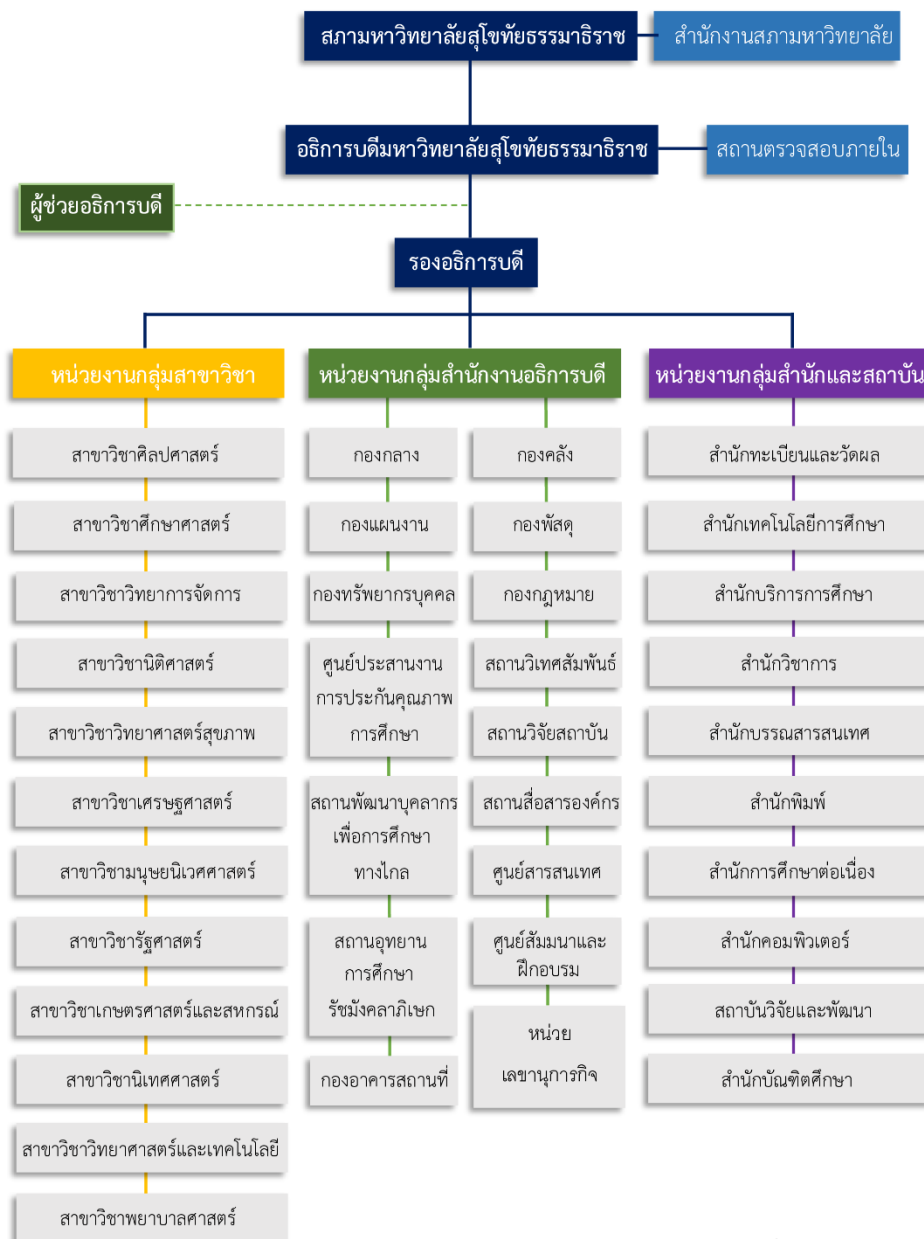 สภามหาวิทยาลัยสุโขทัยธรรมาธิราช
สำนักงานสภามหาวิทยาลัย
อธิการบดีมหาวิทยาลัยสุโขทัยธรรมาธิราช
สถานตรวจสอบภายใน
ผู้ช่วยอธิการบดี
รองอธิการบดี
หน่วยงานกลุ่มสาขาวิชา
สาขาวิชาศิลปศาสตร์
สาขาวิชาศึกษาศาสตร์
สาขาวิชาวิทยาการจัดการ
สาขาวิชานิติศาสตร์
สาขาวิชาวิทยาศาสตร์สุขภาพ
สาขาวิชาเศรษฐศาสตร์
สาขาวิชามนุษยนิเวศศาสตร์
สาขาวิชารัฐศาสตร์
สาขาวิชาเกษตรศาสตร์และสหกรณ์
สาขาวิชานิเทศศาสตร์
สาขาวิชาวิทยาศาสตร์และเทคโนโลยี
สาขาวิชาพยาบาลศาสตร์
หน่วยงานกลุ่มสำนักงานอธิการบดี
กองกลาง
กองแผนงาน
กองทรัพยากรบุคคล
ศูนย์ประสานงาน
การประกันคุณภาพ
การศึกษา
สถานพัฒนาบุคลากร
เพื่อการศึกษา
ทางไกล
สถานอุทยาน
การศึกษา
รัชมังคลาภิเษก
กองอาคารสถานที่
กองคลัง
กองพัสดุ
กองกฎหมาย
สถานวิเทศสัมพันธ์
สถานวิจัยสถาบัน
สถานสื่อสารองค์กร
ศูนย์สารสนเทศ
ศูนย์สัมมนาและ
ฝึกอบรม
หน่วย
เลขานุการกิจ
หน่วยงานกลุ่มสำนักและสถาบัน
สำนักทะเบียนและวัดผล
สำนักเทคโนโลยีการศึกษา
สำนักบริการการศึกษา
สำนักวิชาการ
สำนักบรรณสารสนเทศ
สำนักพิมพ์
สำนักการศึกษาต่อเนื่อง
สำนักคอมพิวเตอร์
สถาบันวิจัยและพัฒนา
สำนักบัณฑิตศึกษา